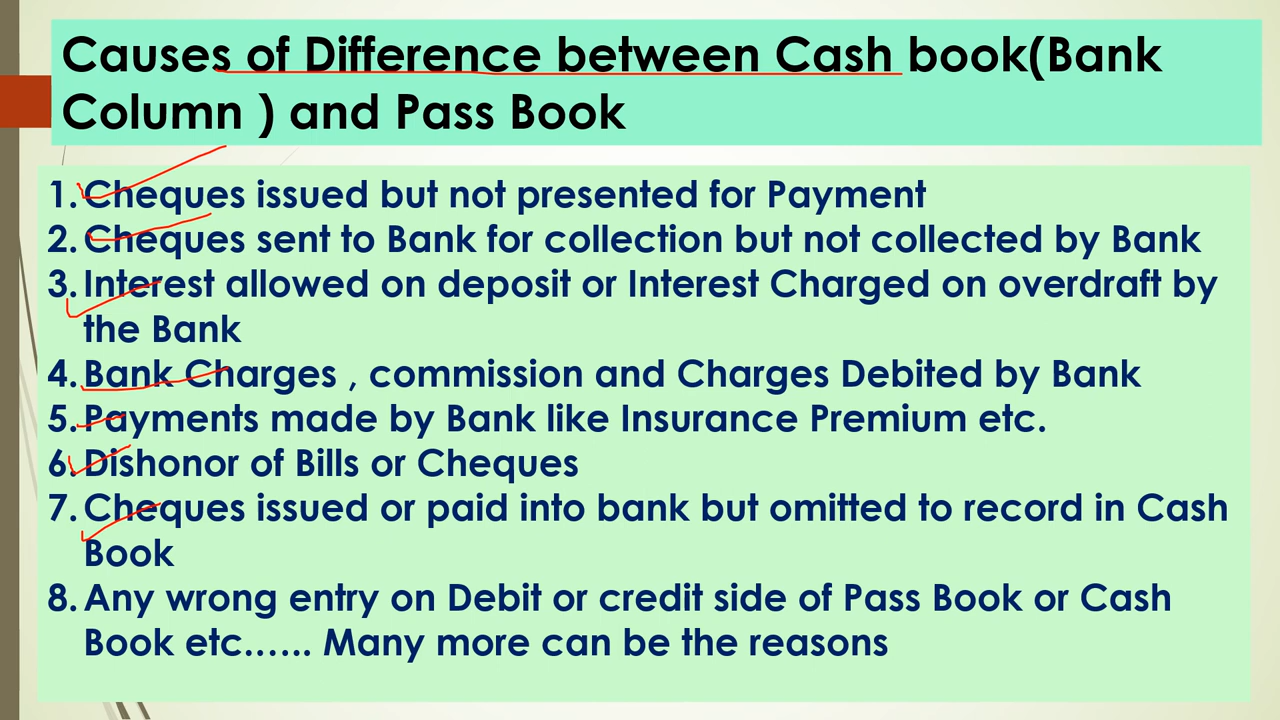 Causes of Difference between Cash book(Bank
Column ) and Pass Book
1. Cheques issued but not presented for Payment
2. Cheques sent to Bank for collection but not collected by Bank
3. Interest allowed on deposit or Interest Charged on overdraft by
the Bank
4. Bank Charges , commission and Charges Debited by Bank
5. Payments made by Bank like Insurance Premium etc.
6. Dishonor of Bills or Cheques
7. Cheques issued or paid into bank but omitted to record in Cash
Book
8. Any wrong entry on Debit or credit side of Pass Book or Cash
Book etc...... Many more can be the reasons